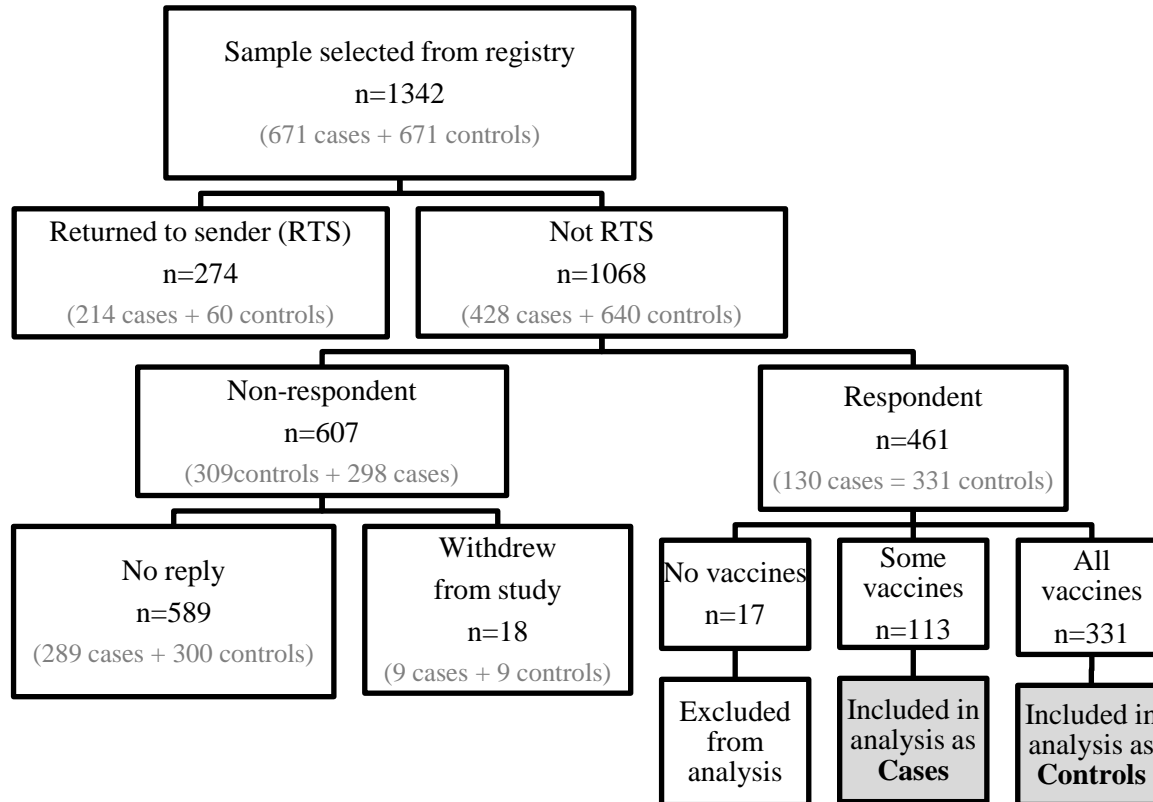 Sample selected from registry
n=1342
(671 cases + 671 controls)
Returned to sender (RTS)
n=274
(214 cases + 60 controls)
Not RTS
n=1068
(428 cases + 640 controls)
Non-respondent
n=607
(309controls + 298 cases)
Respondent
n=461
(130 cases = 331 controls)
No reply
n=589
(289 cases + 300 controls)
Withdrew
from study
n=18
(9 cases + 9 controls)
No vaccines
n=17
Some
vaccines
n=113
All
vaccines
n=331
Excluded
from
analysis
Included in
analysis as
Cases
Included in
analysis as
Controls